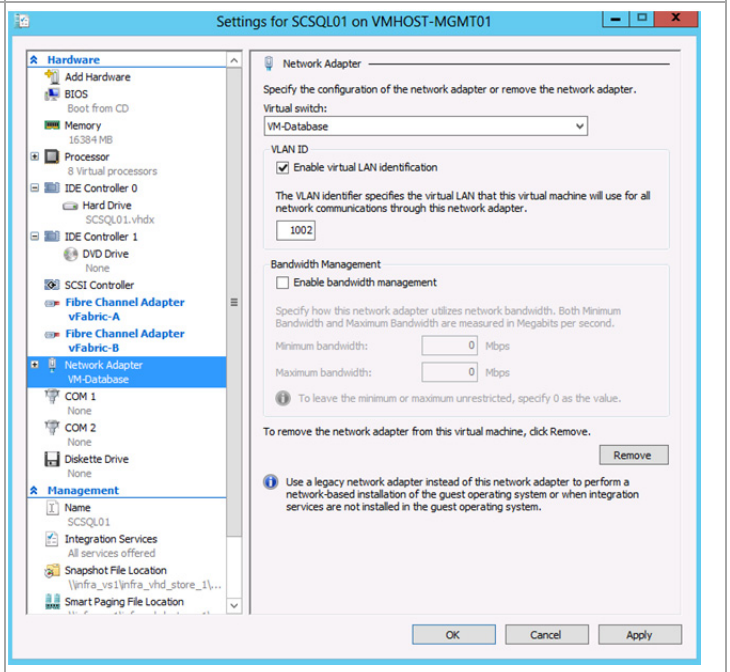 Settings for SCSQL01 on VMHOST-MGMT01
Hardware
Add Hardware
BIOS
Boot from CD
Memory
16384 MB
Processor
8 Virtual processors
IDE Controller 0
Hard Drive
SCSQL01.vhdx
IDE Controller 1
DVD Drive
None
SCSI Controller
Fibre Channel Adapter
vFabric-A
Fibre Channel Adapter
vFabric-B
Network Adapter
VM-Database
COM 1
None
COM 2
None
Diskette Drive
None
Management
Name
SCSQL01
Integration Services
All services offered
Snapshot File Location
\\infra_vs1\infra_vhd_store_1\...
Smart Paging File Location
Network Adapter
Specify the configuration of the network adapter or remove the network adapter.
Virtual switch:
VM-Database
VLAN ID
Enable virtual LAN identification
The VLAN identifier specifies the virtual LAN that this virtual machine will use for all
network communications through this network adapter.
1002
Bandwidth Management
Enable bandwidth management
Specify how this network adapter utilizes network bandwidth. Both Minimum
Bandwidth and Maximum Bandwidth are measured in Megabits per second.
Minimum bandwidth: 0 Mbps
Maximum bandwidth: 0 Mbps
To leave the minimum or maximum unrestricted, specify 0 as the value.
To remove the network adapter from this virtual machine, click Remove.
Remove
Use a legacy network adapter instead of this network adapter to perform a
network-based installation of the guest operating system or when integration
services are not installed in the guest operating system.
OK Cancel Apply